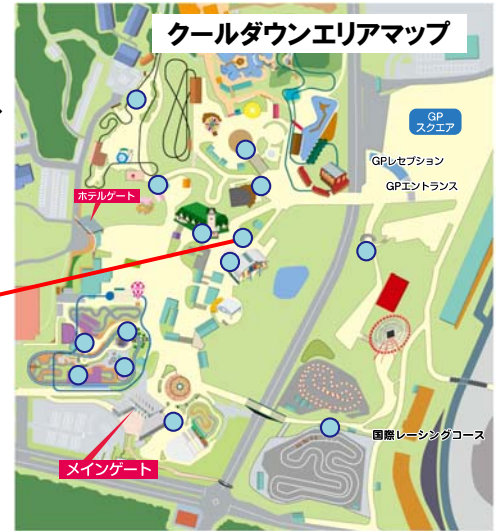 クールダウンエリアマップ
GP
スクエア
GPレセプション
GPエントランス
ホテルゲート
国際レーシングコース
メインゲート